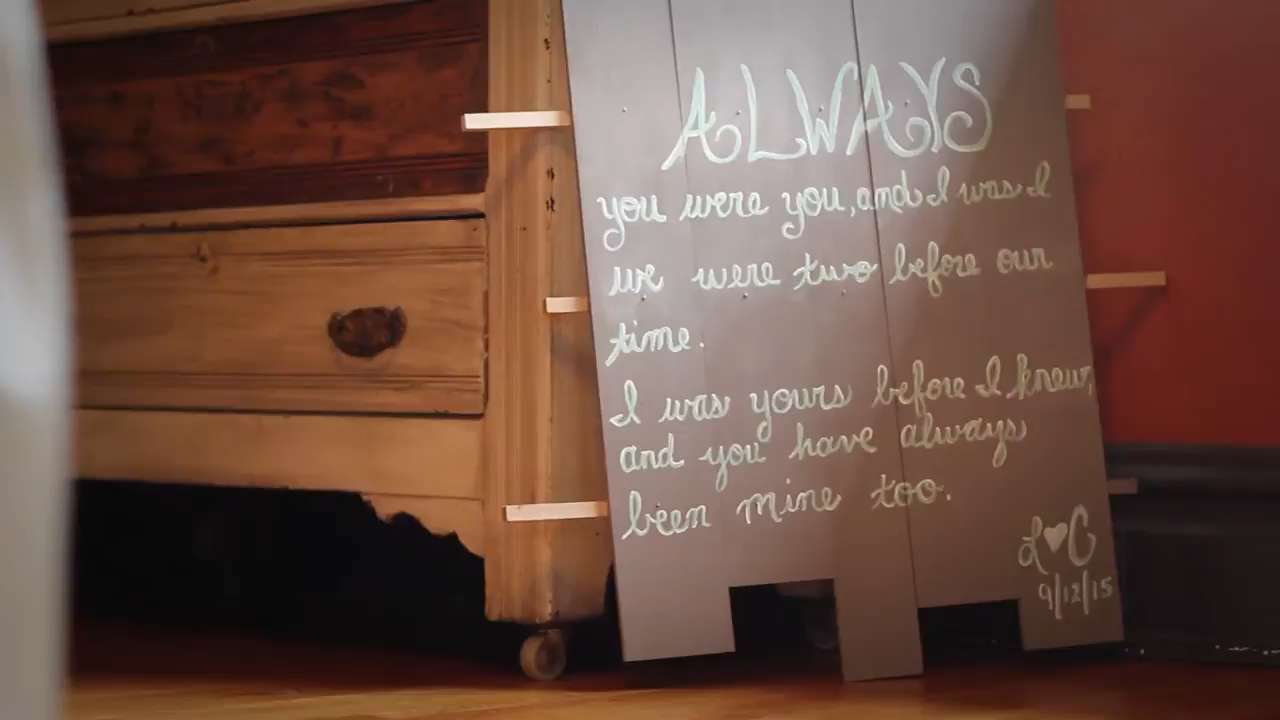 ALWAYS
you were you, and I was I
we were two before our
time.
I was yours before I knew,
and you have always
been mine too.
L♥C
9/12/15